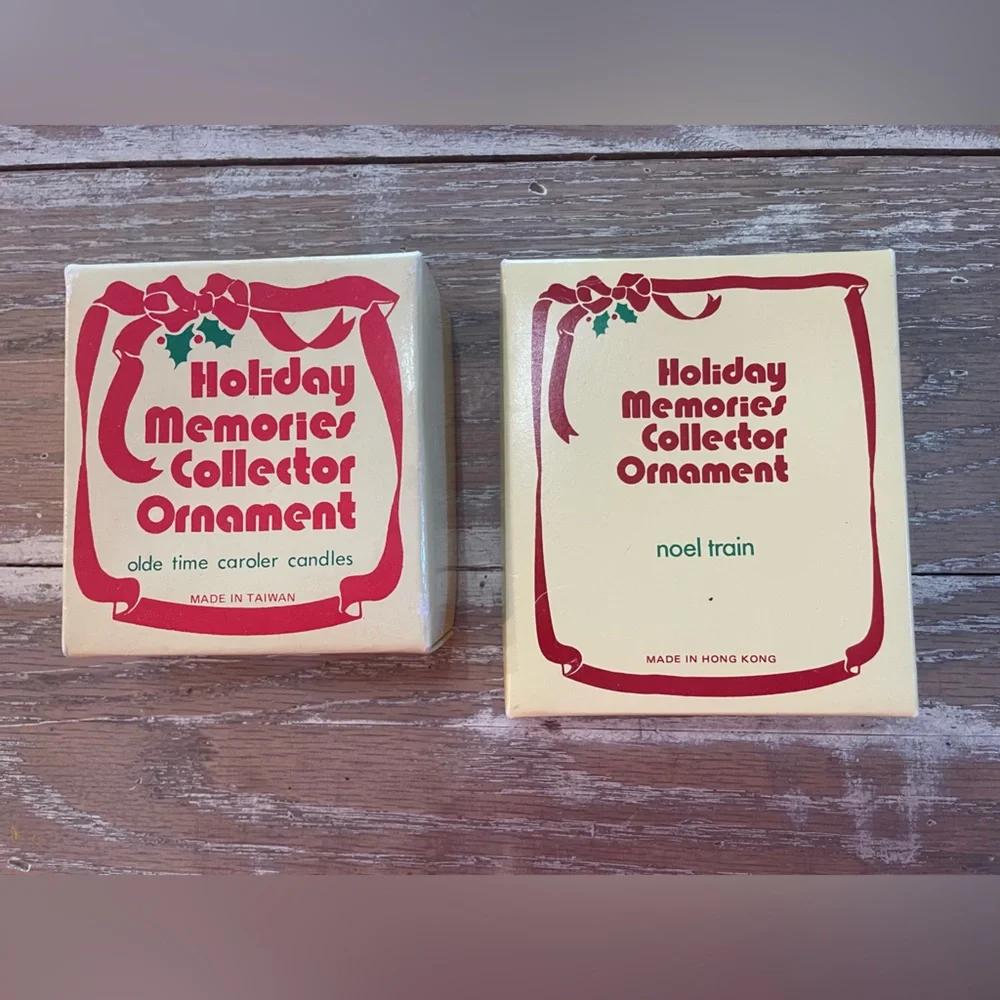 Holiday
Memories
Collector
Ornament
olde time caroler candles
MADE IN TAIWAN
Holiday
Memories
Collector
Ornament
noel train
MADE IN HONG KONG